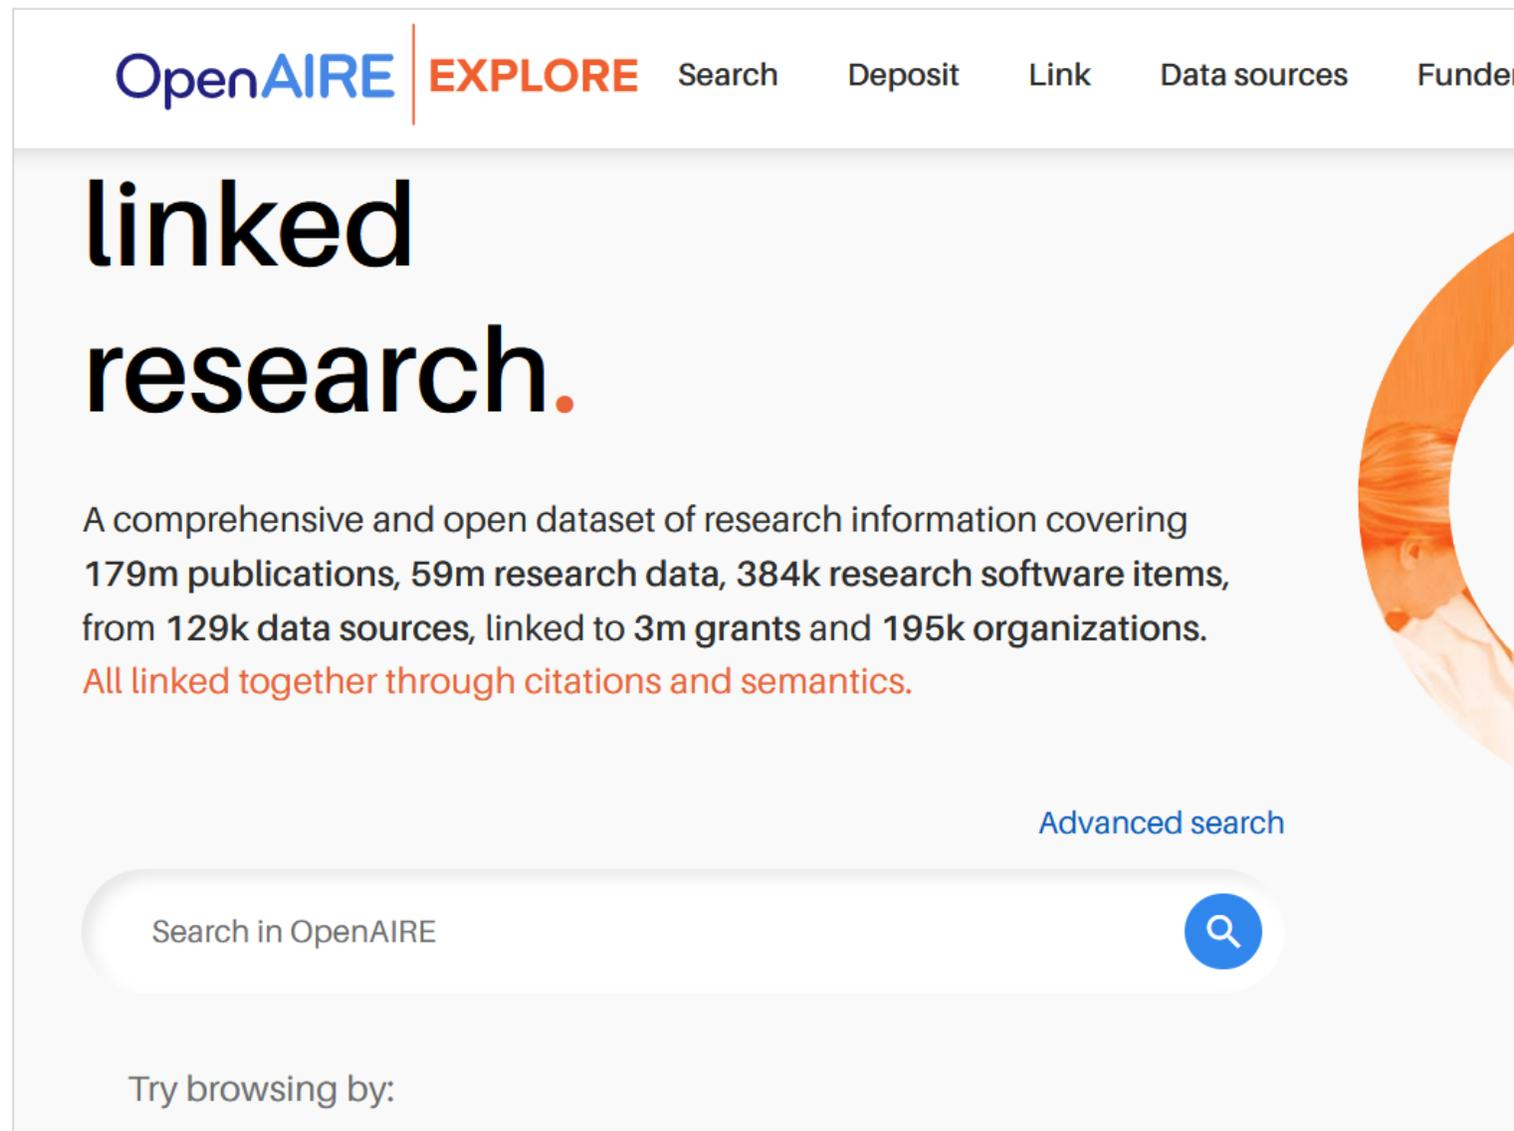 OpenAIRE EXPLORE Search Deposit Link Data sources Funder
linked
research.
A comprehensive and open dataset of research information covering
179m publications, 59m research data, 384k research software items,
from 129k data sources, linked to 3m grants and 195k organizations.
All linked together through citations and semantics.
Advanced search
Search in OpenAIRE
Try browsing by: